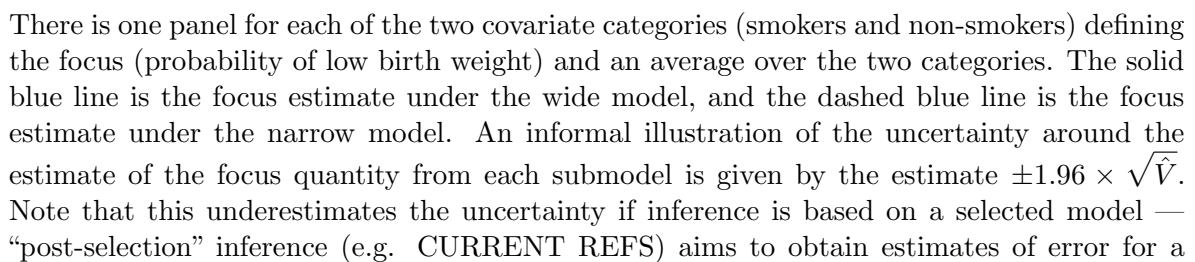 There is one panel for each of the two covariate categories (smokers and non-smokers) defining
the focus (probability of low birth weight) and an average over the two categories. The solid
blue line is the focus estimate under the wide model, and the dashed blue line is the focus
estimate under the narrow model. An informal illustration of the uncertainty around the
estimate of the focus quantity from each submodel is given by the estimate ±1.96 × √V̂.
Note that this underestimates the uncertainty if inference is based on a selected model —
“post-selection” inference (e.g. CURRENT REFS) aims to obtain estimates of error for a